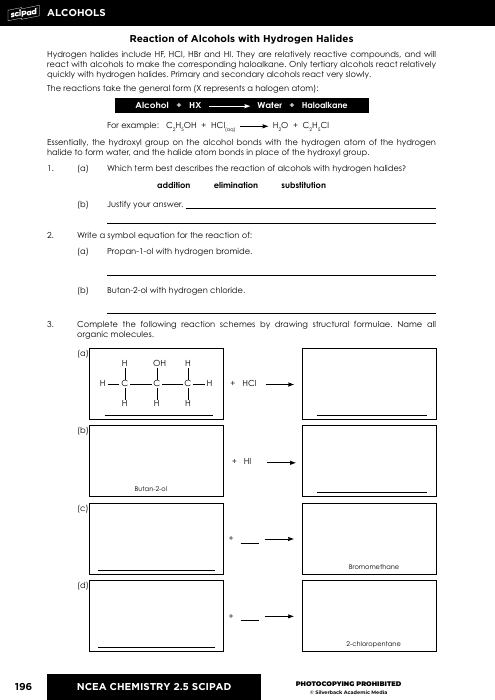 scipad ALCOHOLS
Reaction of Alcohols with Hydrogen Halides
Hydrogen halides include HF, HCl, HBr and HI. They are relatively reactive compounds, and will
react with alcohols to make the corresponding haloalkane. Only tertiary alcohols react relatively
quickly with hydrogen halides. Primary and secondary alcohols react very slowly.
The reactions take the general form (X represents a halogen atom):
Alcohol + HX → Water + Haloalkane
For example: C2H5OH + HCl(aq) → H2O + C2H5Cl
Essentially, the hydroxyl group on the alcohol bonds with the hydrogen atom of the hydrogen
halide to form water, and the halide atom bonds in place of the hydroxyl group.
1. (a) Which term best describes the reaction of alcohols with hydrogen halides?
addition elimination substitution
(b) Justify your answer.
2. Write a symbol equation for the reaction of:
(a) Propan-1-ol with hydrogen bromide.
(b) Butan-2-ol with hydrogen chloride.
3. Complete the following reaction schemes by drawing structural formulae. Name all
organic molecules.
(a)
H OH H
H C C C H + HCl →
H H H
(b)
+ HI →
Butan-2-ol
(c)
+ →
Bromomethane
(d)
+ →
2-chloropentane
196 NCEA CHEMISTRY 2.5 SCIPAD PHOTOCOPYING PROHIBITED
© Silverback Academic Media